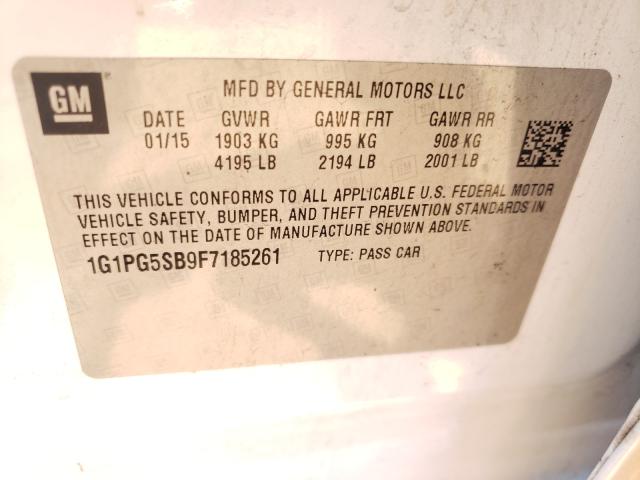 GM
MFD BY GENERAL MOTORS LLC
DATE GVWR GAWR FRT GAWR RR
01/15 1903 KG 995 KG 908 KG
4195 LB 2194 LB 2001 LB
THIS VEHICLE CONFORMS TO ALL APPLICABLE U.S. FEDERAL MOTOR
VEHICLE SAFETY, BUMPER, AND THEFT PREVENTION STANDARDS IN
EFFECT ON THE DATE OF MANUFACTURE SHOWN ABOVE.
1G1PG5SB9F7185261 TYPE: PASS CAR